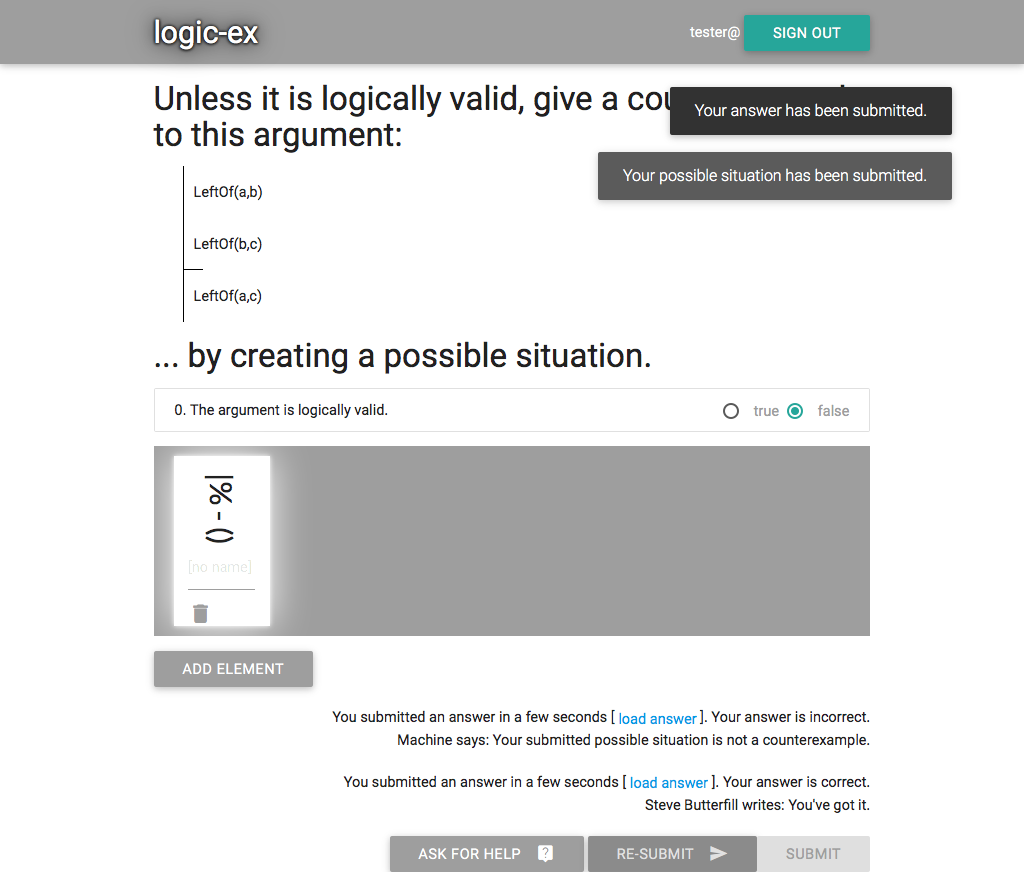 logic-ex
tester@ SIGN OUT
Unless it is logically valid, give a
to this argument:
Your answer has been submitted.
Your possible situation has been submitted.
LeftOf(a,b)
LeftOf(b,c)
LeftOf(a,c)
... by creating a possible situation.
0. The argument is logically valid. true false
() - %|
[no name]
ADD ELEMENT
You submitted an answer in a few seconds [ load answer ]. Your answer is incorrect.
Machine says: Your submitted possible situation is not a counterexample.
You submitted an answer in a few seconds [ load answer ]. Your answer is correct.
Steve Butterfill writes: You've got it.
ASK FOR HELP ? RE-SUBMIT SUBMIT